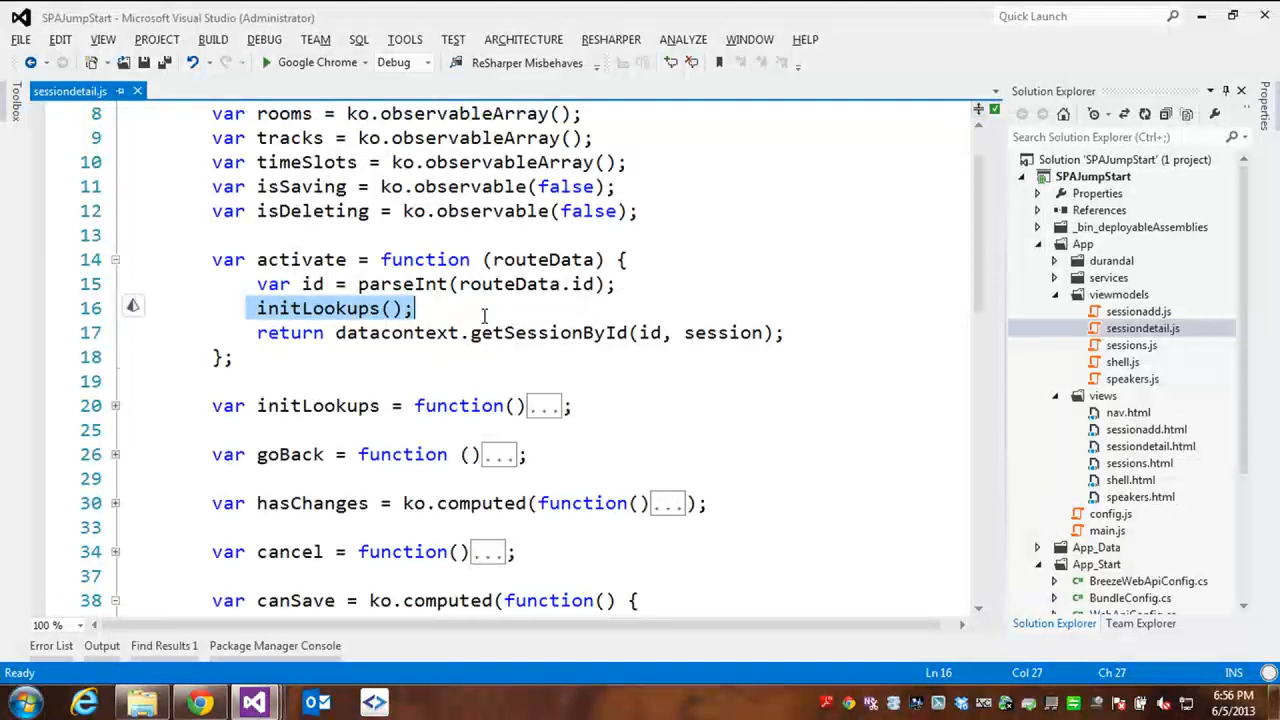 SPAJumpStart - Microsoft Visual Studio (Administrator)
Quick Launch
FILE EDIT VIEW PROJECT BUILD DEBUG TEAM SQL TOOLS TEST ARCHITECTURE RESHARPER ANALYZE WINDOW HELP
Google Chrome Debug ReSharper Misbehaves
Toolbox
sessiondetail.js
8 var rooms = ko.observableArray();
9 var tracks = ko.observableArray();
10 var timeSlots = ko.observableArray();
11 var isSaving = ko.observable(false);
12 var isDeleting = ko.observable(false);
13
14 var activate = function (routeData) {
15 var id = parseInt(routeData.id);
16 initLookups();
17 return datacontext.getSessionById(id, session);
18 };
19
20 var initLookups = function()...;
25
26 var goBack = function ()...;
29
30 var hasChanges = ko.computed(function()...);
33
34 var cancel = function()...;
37
38 var canSave = ko.computed(function() {
100 %
Solution Explorer
Search Solution Explorer (Ctrl+;)
Solution 'SPAJumpStart' (1 project)
SPAJumpStart
Properties
References
_bin_deployableAssemblies
App
durandal
services
viewmodels
sessionadd.js
sessiondetail.js
sessions.js
shell.js
speakers.js
views
nav.html
sessionadd.html
sessiondetail.html
sessions.html
shell.html
speakers.html
config.js
main.js
App_Data
App_Start
BreezeWebApiConfig.cs
BundleConfig.cs
Solution Explorer Team Explorer
Properties
Error List Output Find Results 1 Package Manager Console
Ready Ln 16 Col 27 Ch 27 INS
6:56 PM
6/5/2013